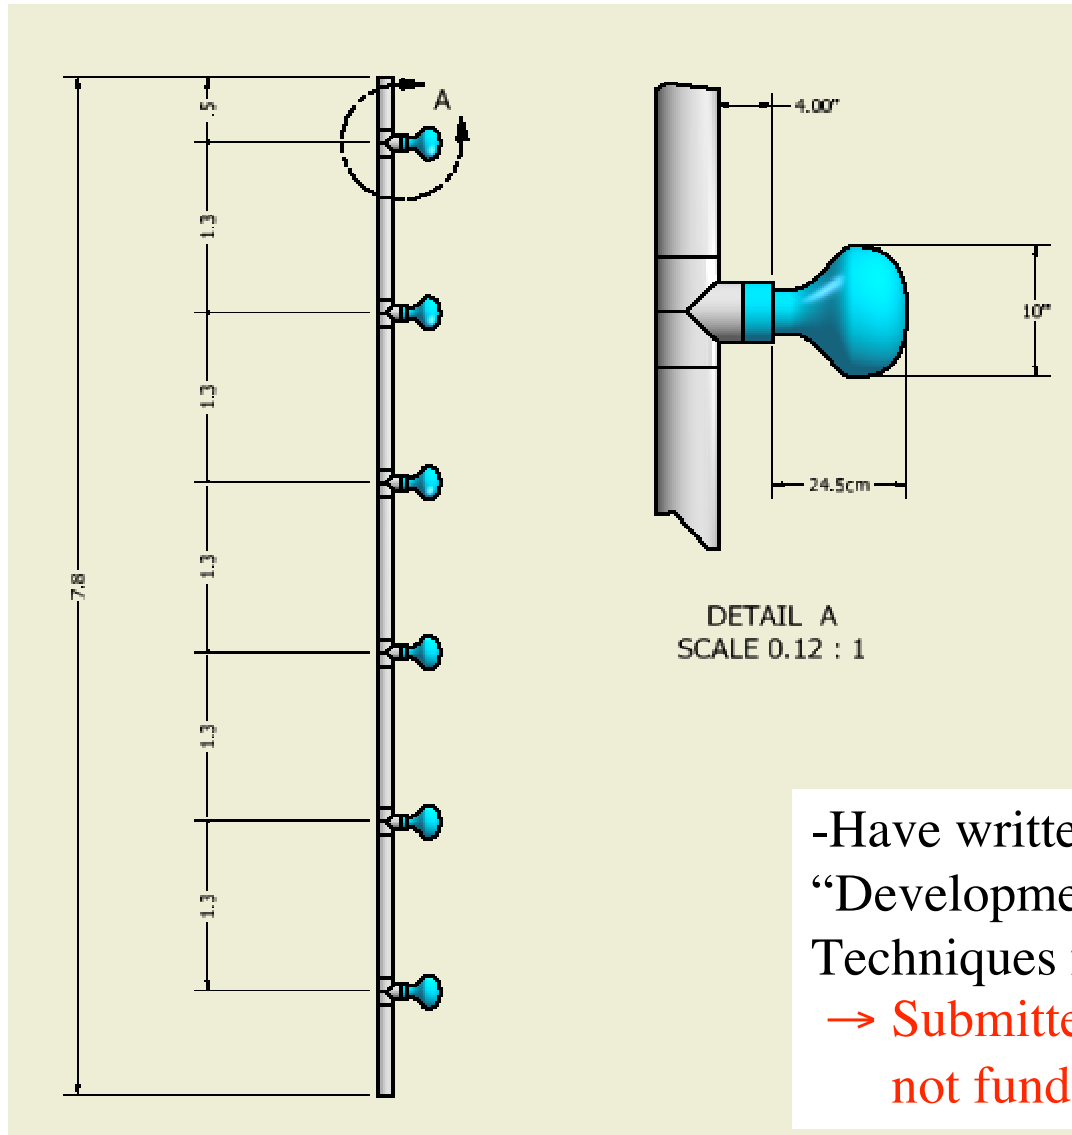 .5
A
1.3
1.3
1.3
1.3
1.3
7.8
4.00"
10"
24.5cm
DETAIL A
SCALE 0.12 : 1
-Have writte
“Developme
Techniques
→ Submitte
not fund